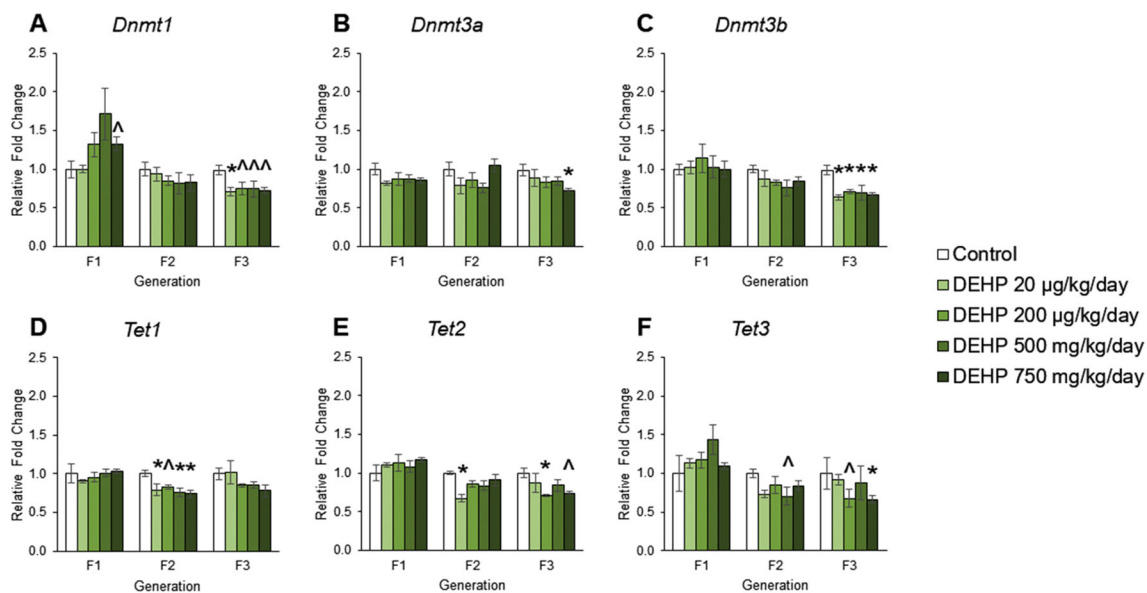 A Dnmt1
2.5
2.0
1.5
1.0
0.5
0.0
Relative Fold Change
^
* ^^^
F1 F2 F3
Generation
B Dnmt3a
2.5
2.0
1.5
1.0
0.5
0.0
Relative Fold Change
*
F1 F2 F3
Generation
C Dnmt3b
2.5
2.0
1.5
1.0
0.5
0.0
Relative Fold Change
****
F1 F2 F3
Generation
Control
DEHP 20 µg/kg/day
DEHP 200 µg/kg/day
DEHP 500 mg/kg/day
DEHP 750 mg/kg/day
D Tet1
2.5
2.0
1.5
1.0
0.5
0.0
Relative Fold Change
*^**
F1 F2 F3
Generation
E Tet2
2.5
2.0
1.5
1.0
0.5
0.0
Relative Fold Change
* * ^
F1 F2 F3
Generation
F Tet3
2.5
2.0
1.5
1.0
0.5
0.0
Relative Fold Change
^ ^ *
F1 F2 F3
Generation